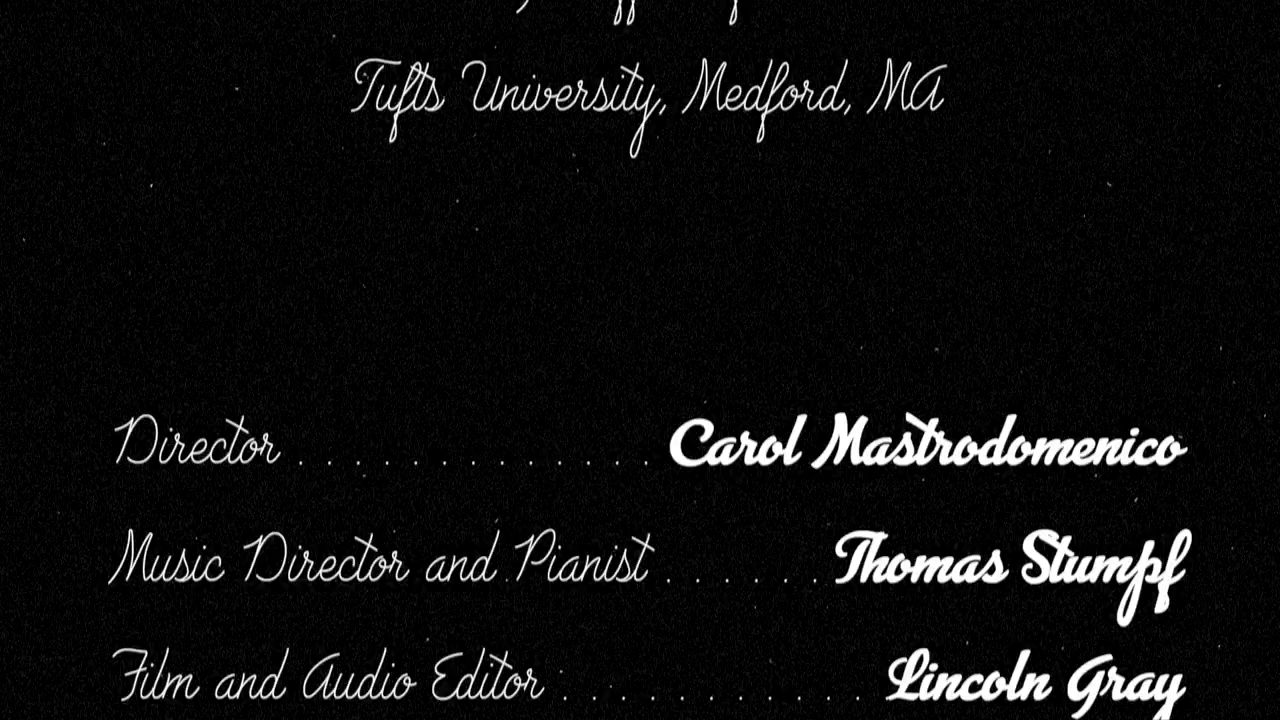 Tufts University, Medford, MA
Director . . . . . . . . . . . . . Carol Mastrodomenico
Music Director and Pianist . . . . . . Thomas Stumpf
Film and Audio Editor . . . . . . . . . . . Lincoln Gray